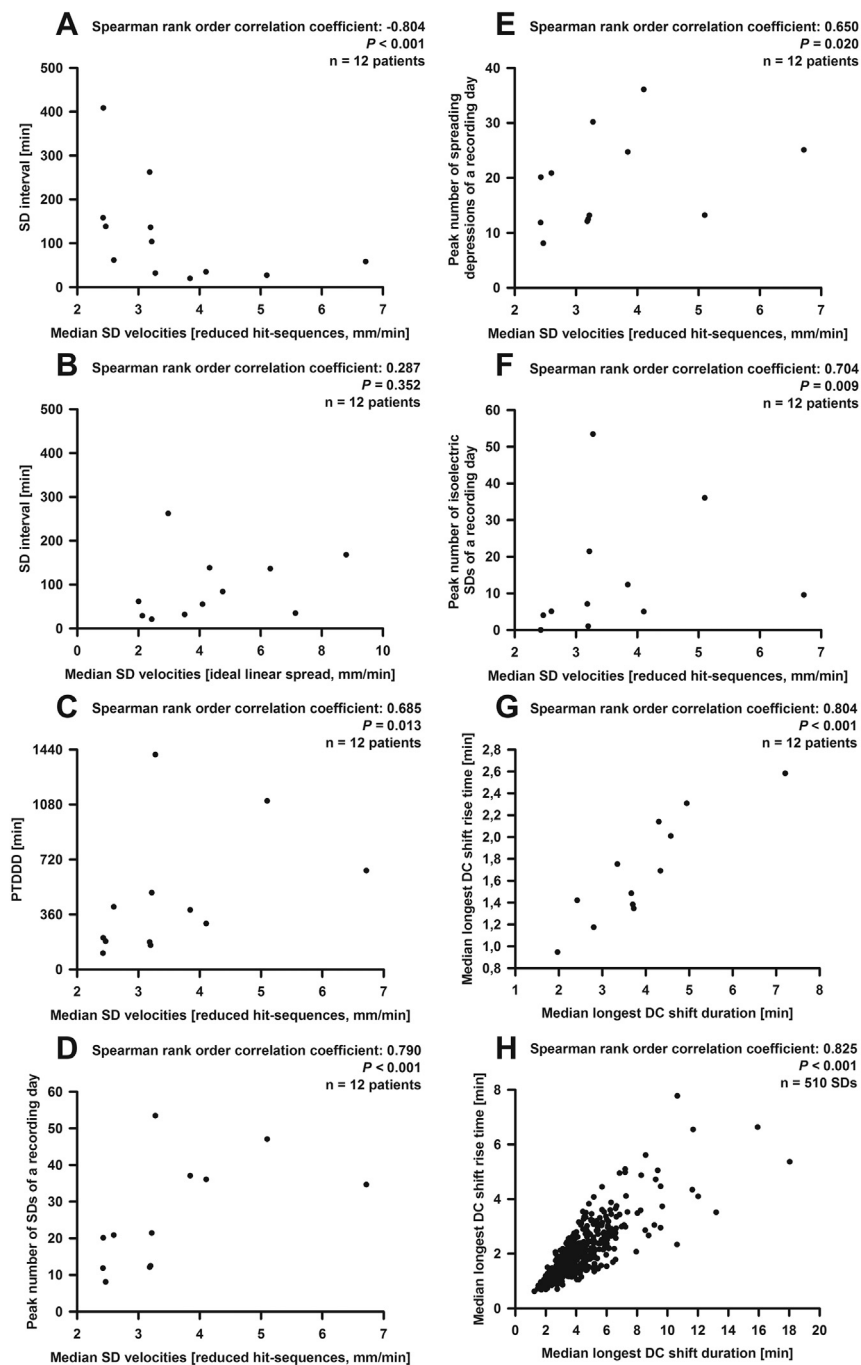 A
Spearman rank order correlation coefficient: -0.804
P < 0.001
n = 12 patients
500
400
300
200
100
0
SD interval [min]
2 3 4 5 6 7
Median SD velocities [reduced hit-sequences, mm/min]
B
Spearman rank order correlation coefficient: 0.287
P = 0.352
n = 12 patients
500
400
300
200
100
0
SD interval [min]
0 2 4 6 8 10
Median SD velocities [ideal linear spread, mm/min]
C
Spearman rank order correlation coefficient: 0.685
P = 0.013
n = 12 patients
1440
1080
720
360
0
PTDDD [min]
2 3 4 5 6 7
Median SD velocities [reduced hit-sequences, mm/min]
D
Spearman rank order correlation coefficient: 0.790
P < 0.001
n = 12 patients
60
50
40
30
20
10
0
Peak number of SDs of a recording day
2 3 4 5 6 7
Median SD velocities [reduced hit-sequences, mm/min]
E
Spearman rank order correlation coefficient: 0.650
P = 0.020
n = 12 patients
40
30
20
10
0
Peak number of spreading
depressions of a recording day
2 3 4 5 6 7
Median SD velocities [reduced hit-sequences, mm/min]
F
Spearman rank order correlation coefficient: 0.704
P = 0.009
n = 12 patients
60
50
40
30
20
10
0
Peak number of isoelectric
SDs of a recording day
2 3 4 5 6 7
Median SD velocities [reduced hit-sequences, mm/min]
G
Spearman rank order correlation coefficient: 0.804
P < 0.001
n = 12 patients
2,8
2,6
2,4
2,2
2,0
1,8
1,6
1,4
1,2
1,0
0,8
Median longest DC shift rise time [min]
1 2 3 4 5 6 7 8
Median longest DC shift duration [min]
H
Spearman rank order correlation coefficient: 0.825
P < 0.001
n = 510 SDs
8
6
4
2
0
Median longest DC shift rise time [min]
0 2 4 6 8 10 12 14 16 18 20
Median longest DC shift duration [min]